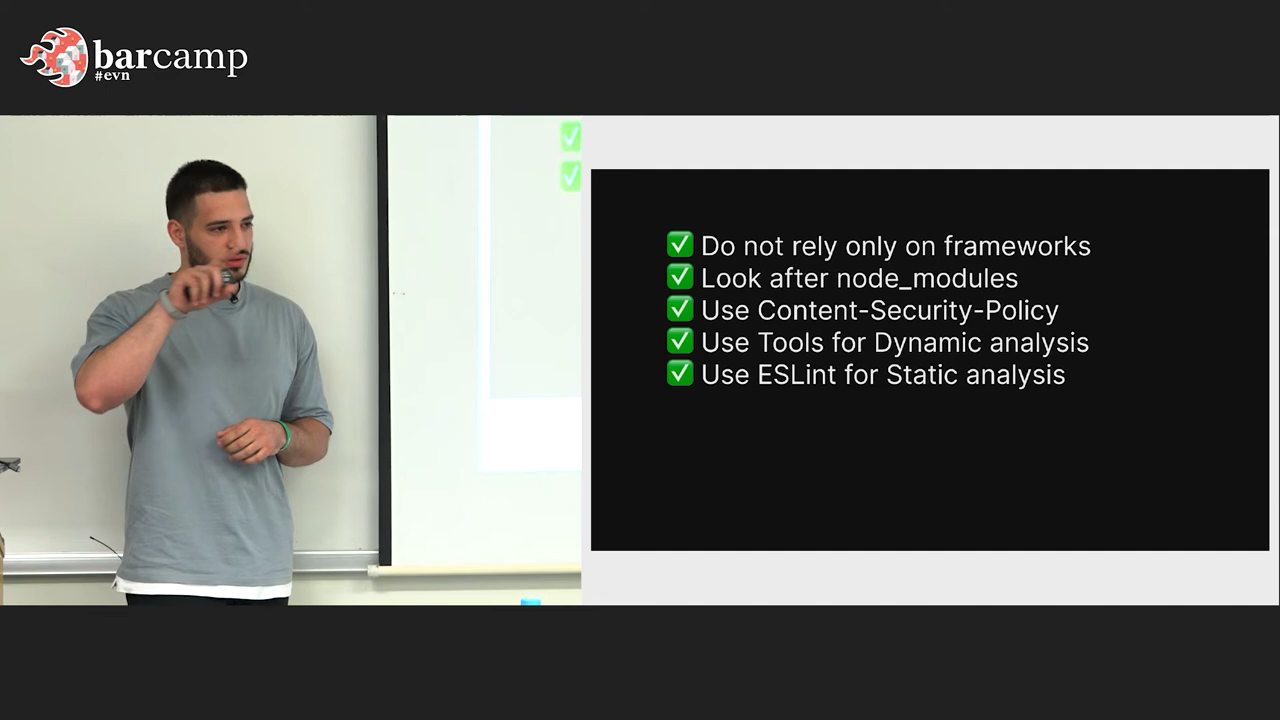 barcamp
#evn
✅ Do not rely only on frameworks
✅ Look after node_modules
✅ Use Content-Security-Policy
✅ Use Tools for Dynamic analysis
✅ Use ESLint for Static analysis